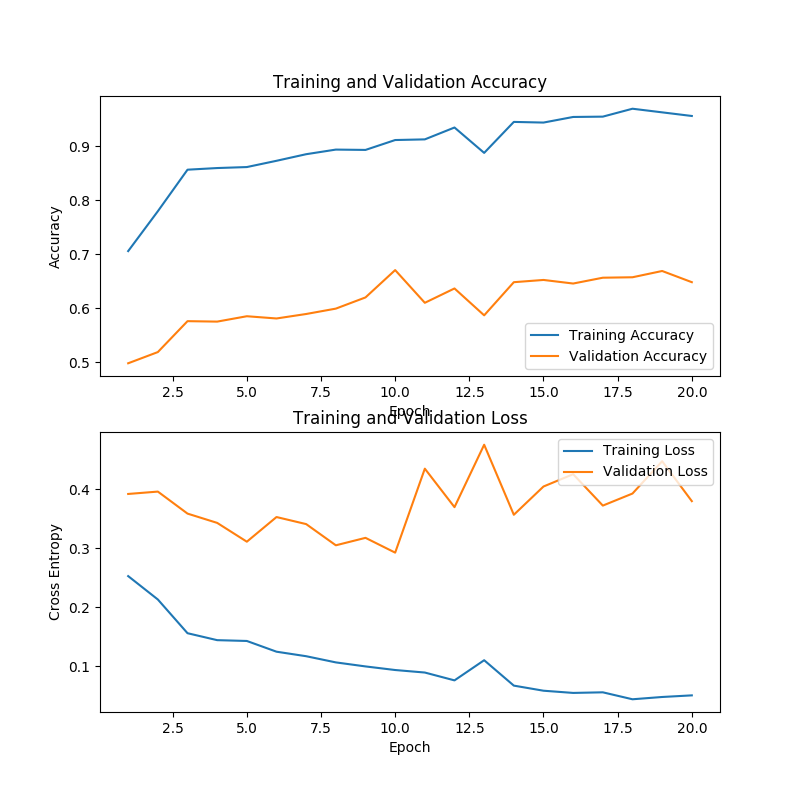 Training and Validation Accuracy
Accuracy
0.9
0.8
0.7
0.6
0.5
Training Accuracy
Validation Accuracy
2.5 5.0 7.5 10.0 12.5 15.0 17.5 20.0
Epoch
Training and Validation Loss
Cross Entropy
0.4
0.3
0.2
0.1
Training Loss
Validation Loss
2.5 5.0 7.5 10.0 12.5 15.0 17.5 20.0
Epoch